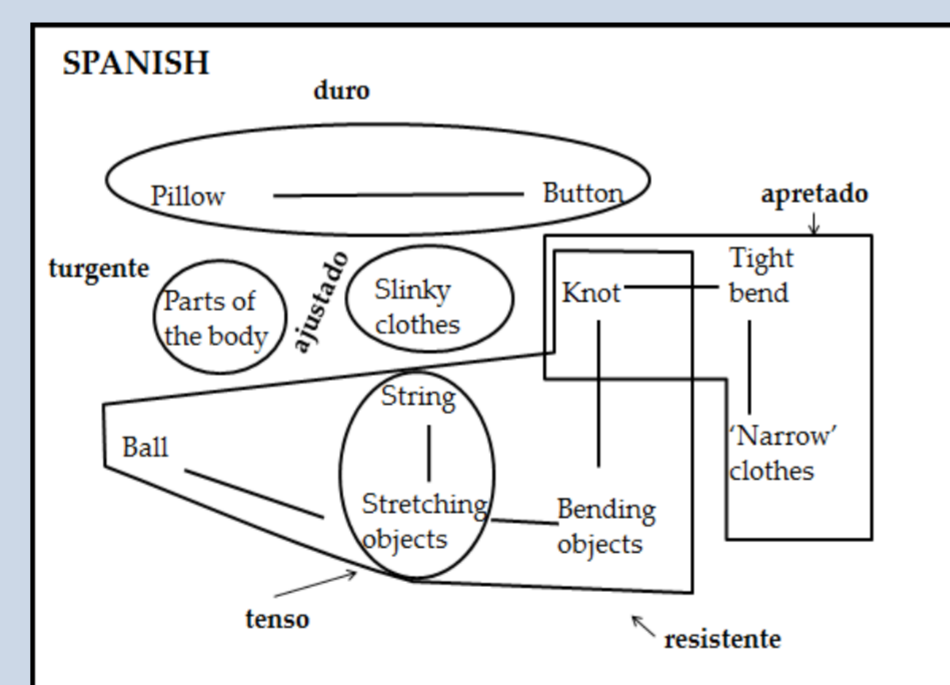 SPANISH
duro
Pillow
Button
apretado
turgente
Parts of
the body
ajustado
Slinky
clothes
Knot
Tight
bend
String
Ball
'Narrow'
clothes
Stretching
objects
Bending
objects
tenso
resistente